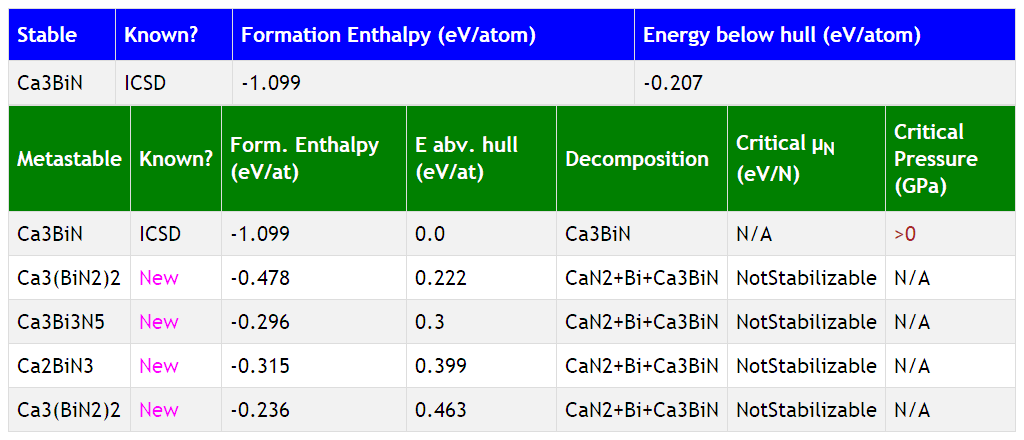 Stable Known? Formation Enthalpy (eV/atom) Energy below hull (eV/atom)
Ca3BiN ICSD -1.099 -0.207
Metastable Known? Form. Enthalpy (eV/at) E abv. hull (eV/at) Decomposition Critical μN (eV/N) Critical Pressure (GPa)
Ca3BiN ICSD -1.099 0.0 Ca3BiN N/A >0
Ca3(BiN2)2 New -0.478 0.222 CaN2+Bi+Ca3BiN NotStabilizable N/A
Ca3Bi3N5 New -0.296 0.3 CaN2+Bi+Ca3BiN NotStabilizable N/A
Ca2BiN3 New -0.315 0.399 CaN2+Bi+Ca3BiN NotStabilizable N/A
Ca3(BiN2)2 New -0.236 0.463 CaN2+Bi+Ca3BiN NotStabilizable N/A